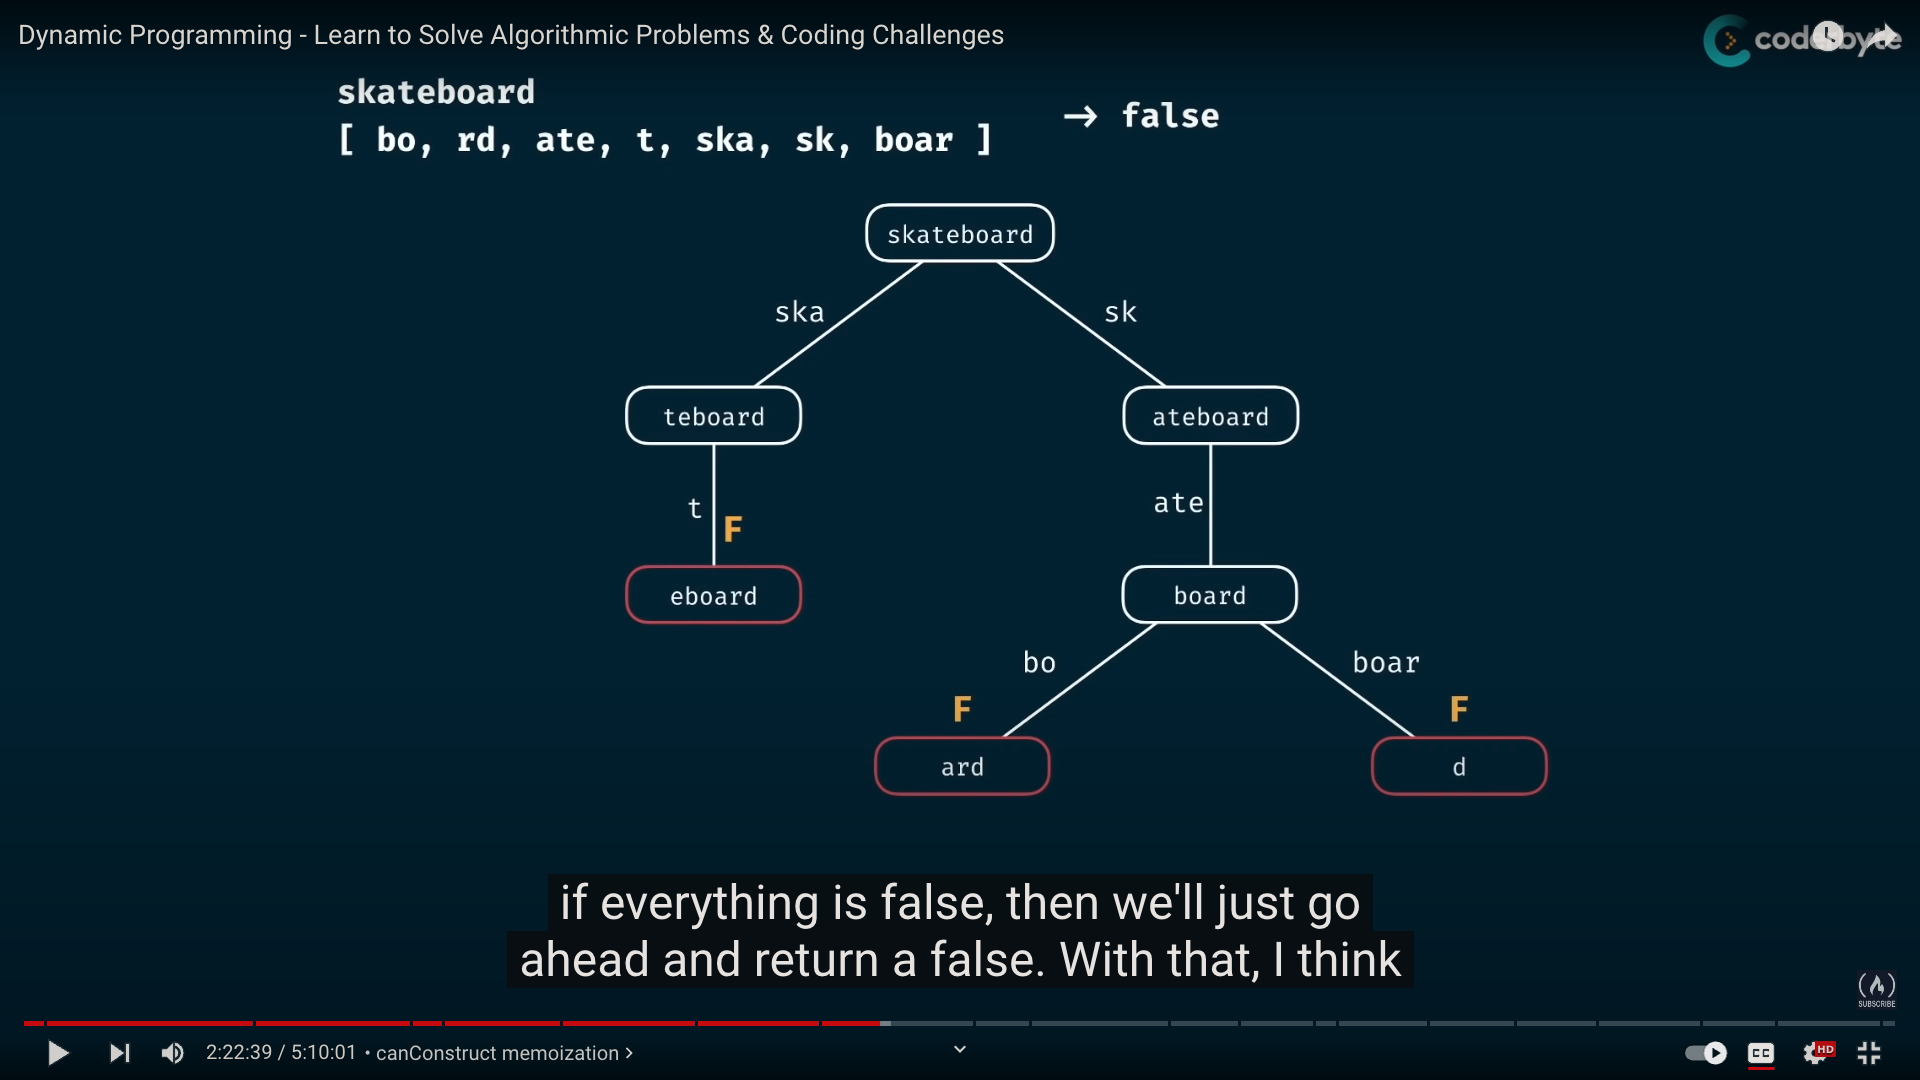 Dynamic Programming - Learn to Solve Algorithmic Problems & Coding Challenges
coderbyte
skateboard
[ bo, rd, ate, t, ska, sk, boar ]
→ false
skateboard
ska
sk
teboard
ateboard
t
F
ate
eboard
board
bo
boar
F
F
ard
d
if everything is false, then we'll just go
ahead and return a false. With that, I think
SUBSCRIBE
2:22:39 / 5:10:01 • canConstruct memoization >
CC
HD